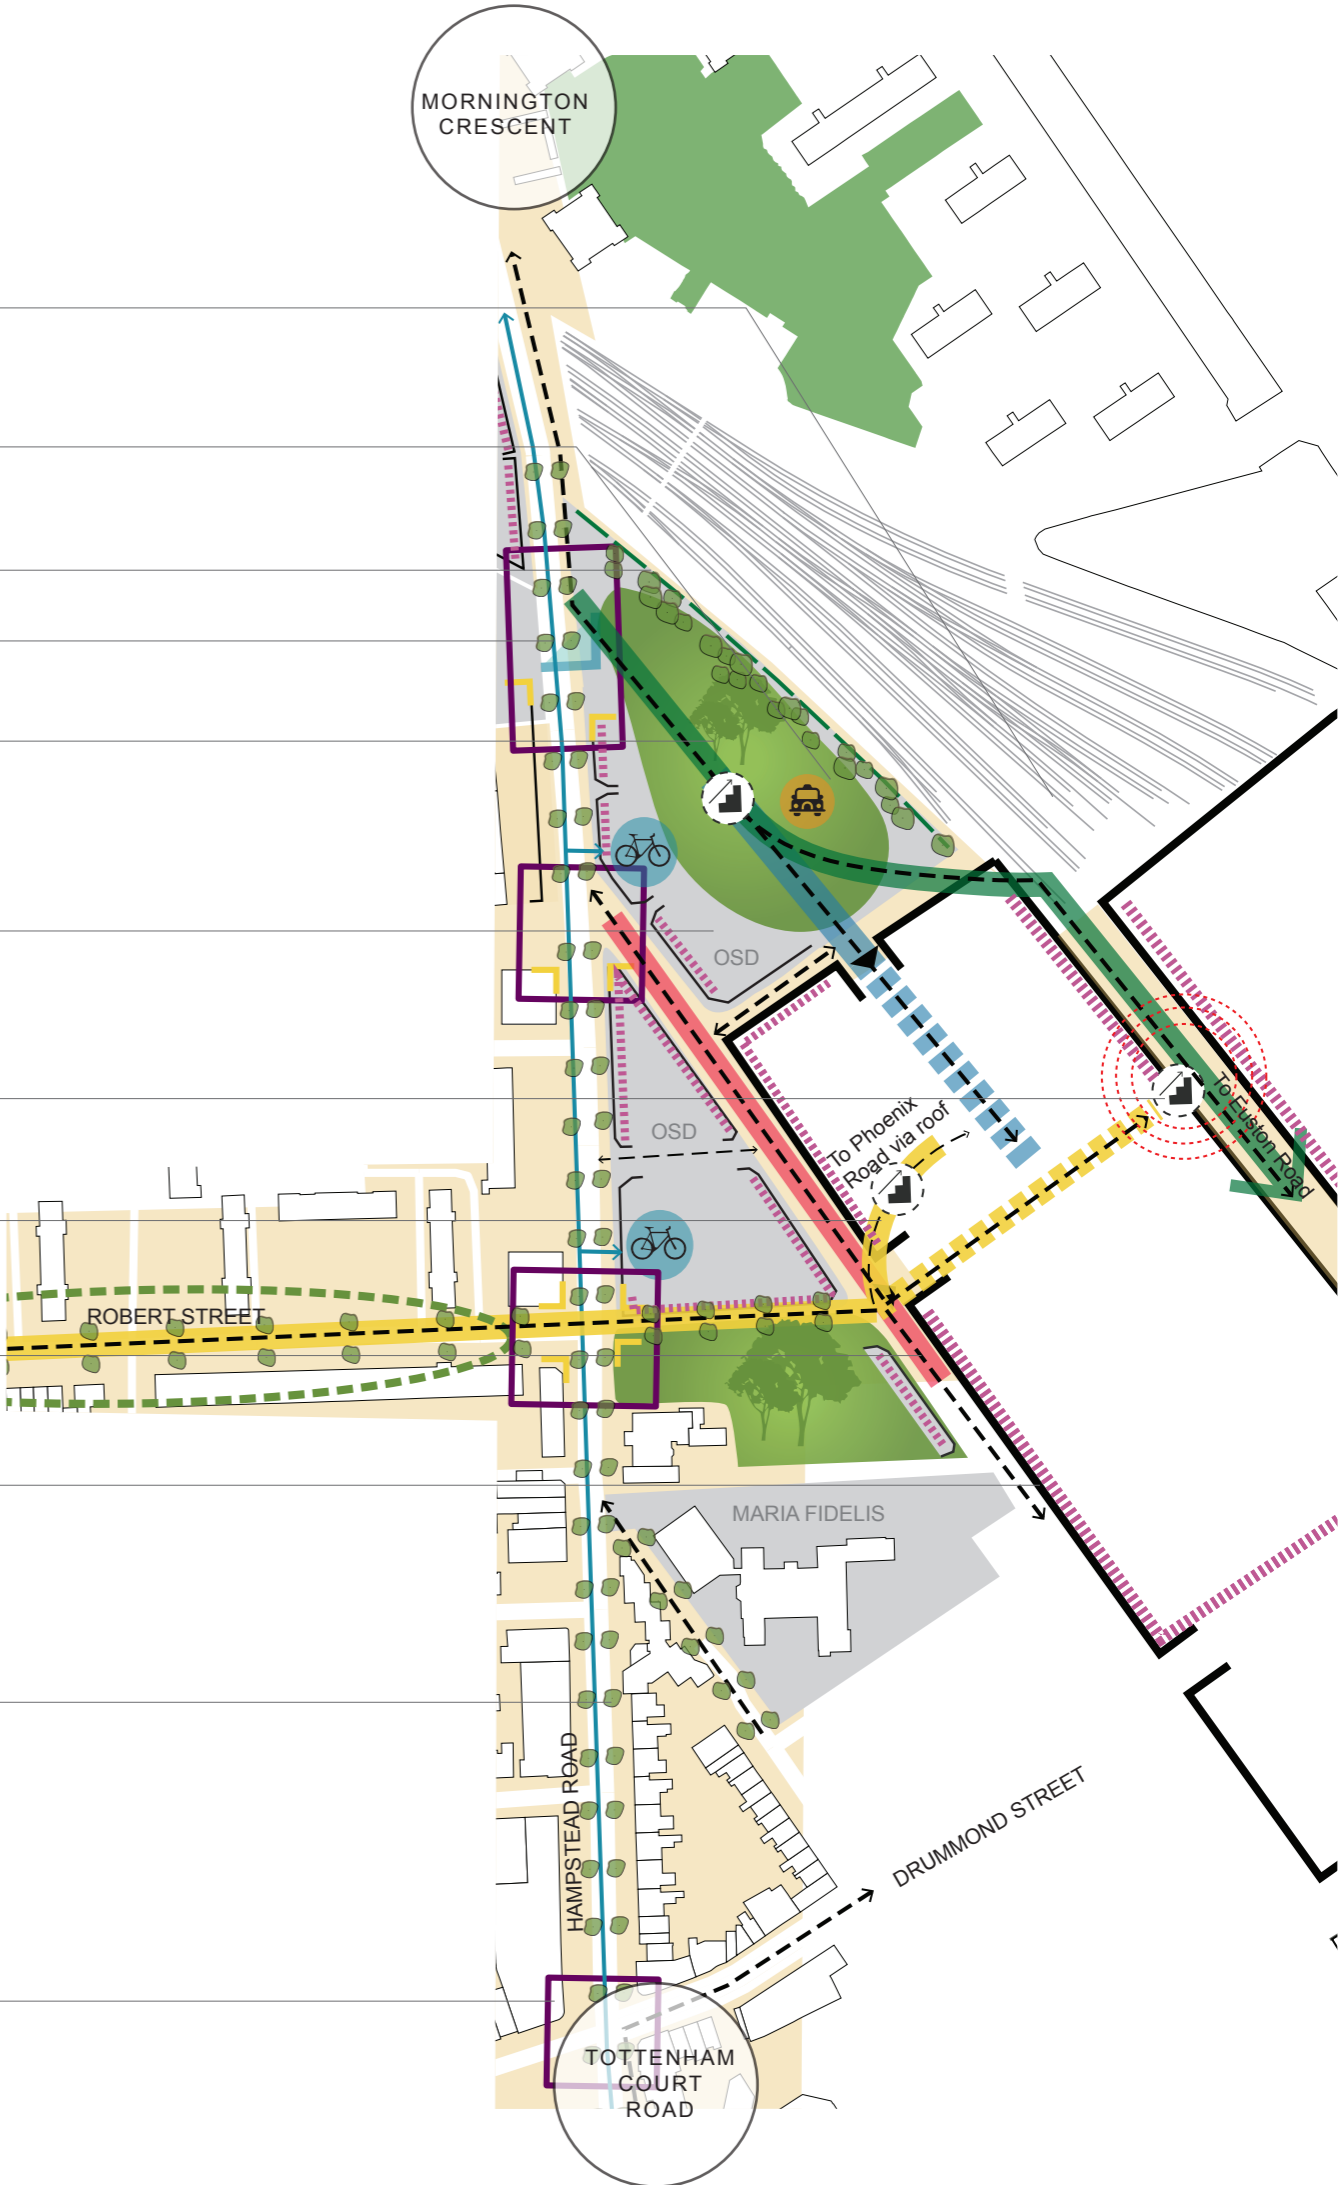 MORNINGTON
CRESCENT
OSD
To Phoenix
Road via roof
To Euston Road
OSD
ROBERT STREET
MARIA FIDELIS
HAMPSTEAD ROAD
DRUMMOND STREET
TOTTENHAM
COURT
ROAD